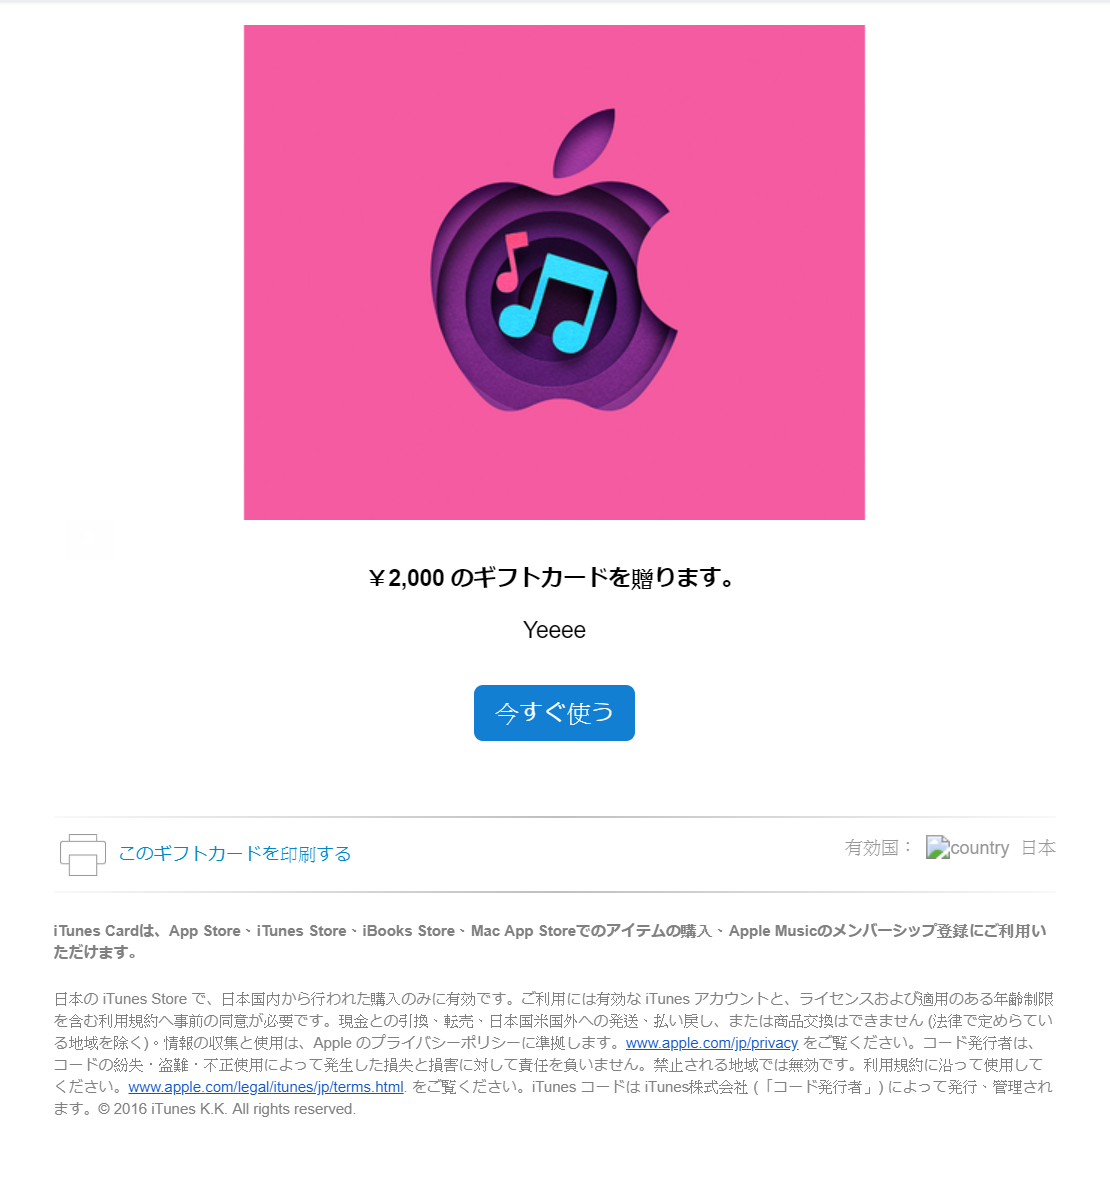 ￥2,000 のギフトカードを贈ります。
Yeeee
今すぐ使う
このギフトカードを印刷する
有効国： country 日本
iTunes Cardは、App Store、iTunes Store、iBooks Store、Mac App Storeでのアイテムの購入、Apple Musicのメンバーシップ登録にご利用い
ただけます。
日本の iTunes Store で、日本国内から行われた購入のみに有効です。ご利用には有効な iTunes アカウントと、ライセンスおよび適用のある年齢制限
を含む利用規約へ事前の同意が必要です。現金との引換、転売、日本国米国外への発送、払い戻し、または商品交換はできません (法律で定めらてい
る地域を除く)。情報の収集と使用は、Apple のプライバシーポリシーに準拠します。www.apple.com/jp/privacy をご覧ください。コード発行者は、
コードの紛失・盗難・不正使用によって発生した損失と損害に対して責任を負いません。禁止される地域では無効です。利用規約に沿って使用して
ください。www.apple.com/legal/itunes/jp/terms.html. をご覧ください。iTunes コードは iTunes株式会社 (「コード発行者」) によって発行、管理され
ます。© 2016 iTunes K.K. All rights reserved.